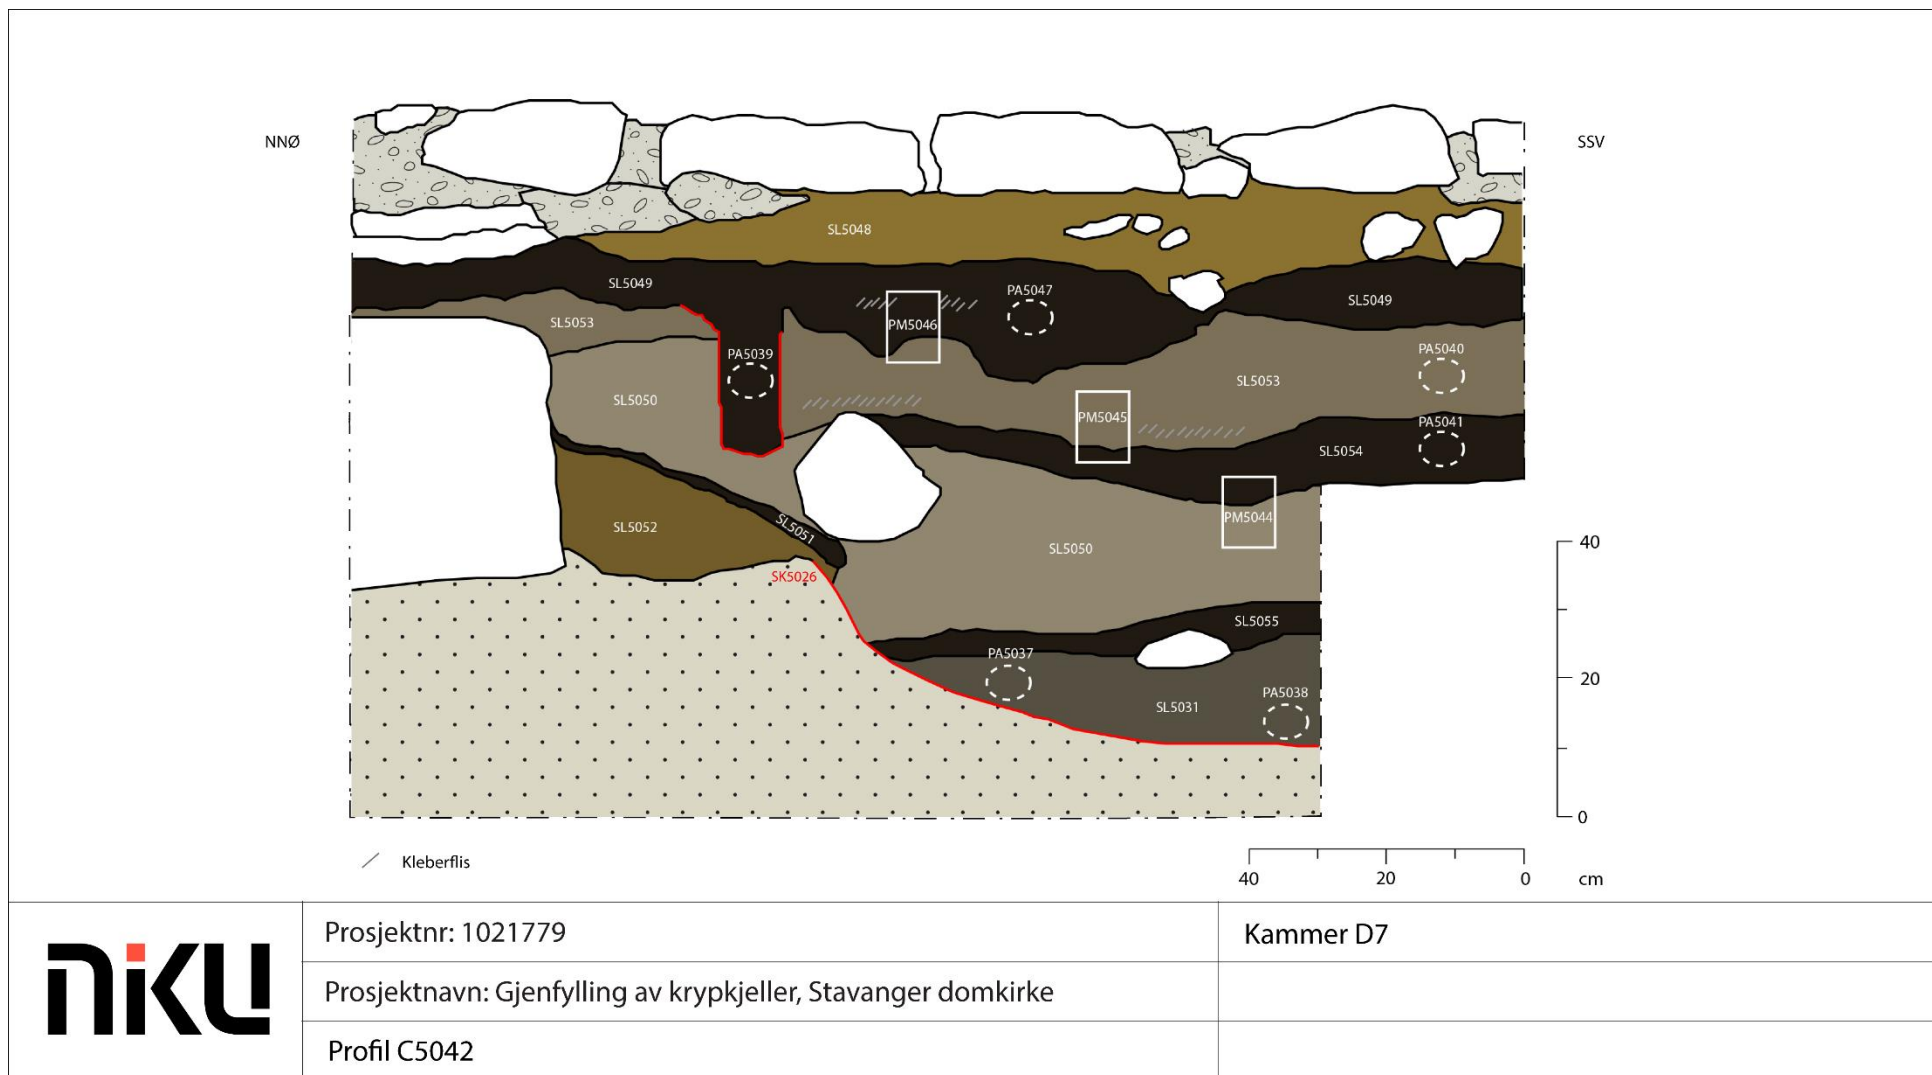 NNØ
SSV
SL5048
SL5049
PA5047
SL5049
SL5053
PM5046
PA5039
PA5040
SL5053
SL5050
PM5045
PA5041
SL5054
SL5052
SL5051
PM5044
SL5050
40
SK5026
SL5055
PA5037
20
PA5038
SL5031
0
Kleberflis
40
20
0
cm
niku
Prosjektnr: 1021779
Kammer D7
Prosjektnavn: Gjenfylling av krypkjeller, Stavanger domkirke
Profil C5042